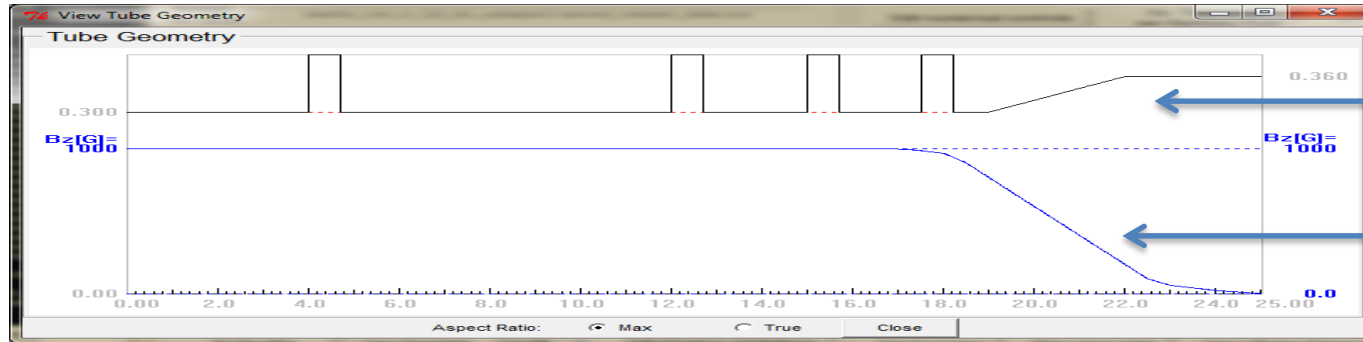 View Tube Geometry
Tube Geometry
0.360
0.300
Bz[G]=
1000
Bz[G]=
1000
0.00
0.0
0.00 2.0 4.0 6.0 8.0 10.0 12.0 14.0 16.0 18.0 20.0 22.0 24.0 25.00
Aspect Ratio: Max True Close